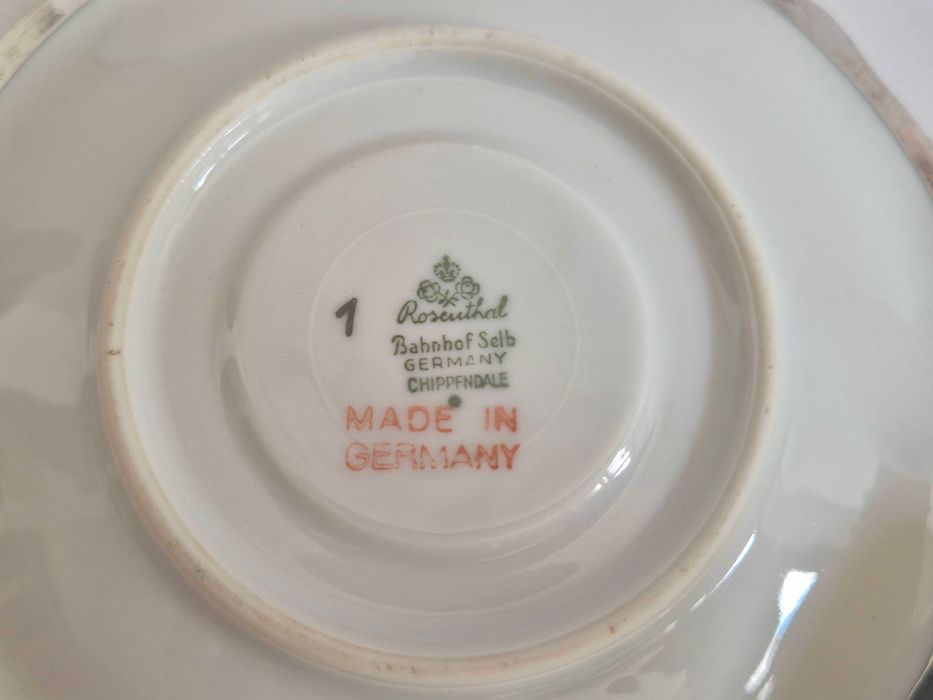 1
Rosenthal
Bahnhof Selb
GERMANY
CHIPPENDALE
MADE IN
GERMANY